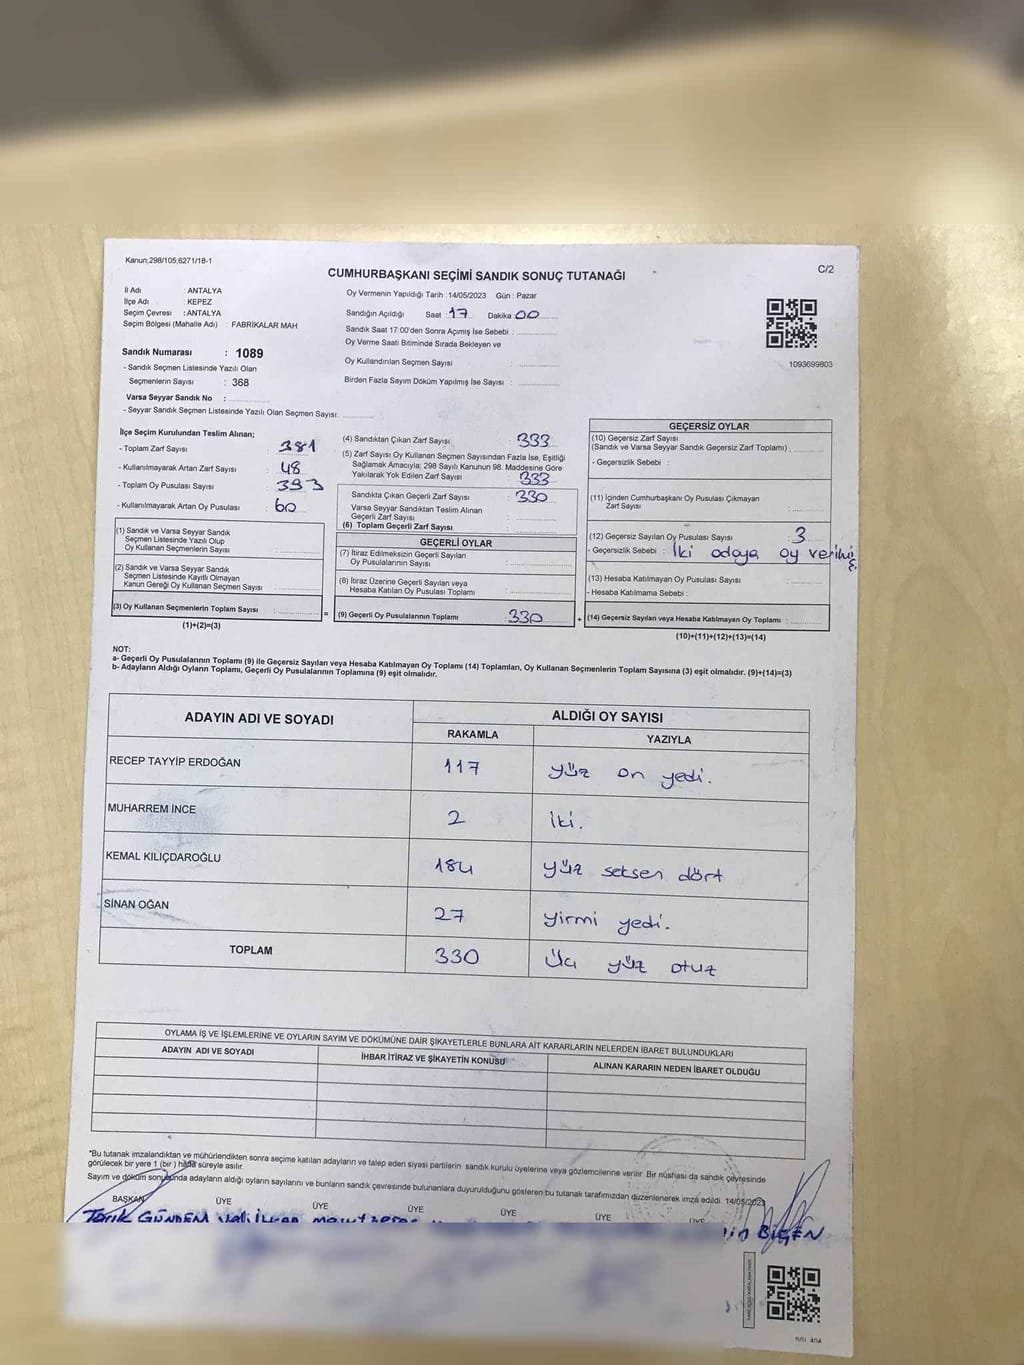 Kanun;298/105,6271/18-1
CUMHURBAŞKANI SEÇİMİ SANDIK SONUÇ TUTANAĞI
C/2
İl Adı : ANTALYA
İlçe Adı : KEPEZ
Seçim Çevresi : ANTALYA
Seçim Bölgesi (Mahalle Adı) : FABRİKALAR MAH
Oy Vermenin Yapıldığı Tarih : 14/05/2023 Gün : Pazar
Sandığın Açıldığı Saat : 17 Dakika : 00
Sandık Saat 17:00'den Sonra Açımış İse Sebebi :
Oy Verme Saati Bitiminde Sırada Bekleyen ve
Oy Kullandırılan Seçmen Sayısı :
Birden Fazla Sayım Döküm Yapılmış İse Sayısı :
1093699803
Sandık Numarası : 1089
- Sandık Seçmen Listesinde Yazılı Olan
Seçmenlerin Sayısı : 368
Varsa Seyyar Sandık No :
- Seyyar Sandık Seçmen Listesinde Yazılı Olan Seçmen Sayısı:
İlçe Seçim Kurulundan Teslim Alınan;
- Toplam Zarf Sayısı : 381
- Kullanılmayarak Artan Zarf Sayısı : 48
- Toplam Oy Pusulası Sayısı : 393
- Kullanılmayarak Artan Oy Pusulası : 60
(1) Sandık ve Varsa Seyyar Sandık
Seçmen Listesinde Yazılı Olup
Oy Kullanan Seçmenlerin Sayısı :
(2) Sandık ve Varsa Seyyar Sandık
Seçmen Listesinde Kayıtlı Olmayan
Kanun Gereği Oy Kullanan Seçmen Sayısı :
(3) Oy Kullanan Seçmenlerin Toplam Sayısı :
(1)+(2)=(3)
(4) Sandıktan Çıkan Zarf Sayısı : 333
(5) Zarf Sayısı Oy Kullanan Seçmen Sayısından Fazla İse, Eşitliği
Sağlamak Amacıyla; 298 Sayılı Kanunun 98. Maddesine Göre
Yakılarak Yok Edilen Zarf Sayısı : 333
Sandıkta Çıkan Geçerli Zarf Sayısı : 330
Varsa Seyyar Sandıktan Teslim Alınan
Geçerli Zarf Sayısı :
(6) Toplam Geçerli Zarf Sayısı :
GEÇERLİ OYLAR
(7) İtiraz Edilmeksizin Geçerli Sayılan
Oy Pusulalarının Sayısı :
(8) İtiraz Üzerine Geçerli Sayılan veya
Hesaba Katılan Oy Pusulası Toplamı :
= (9) Geçerli Oy Pusulalarının Toplamı : 330
GEÇERSİZ OYLAR
(10) Geçersiz Zarf Sayısı
(Sandık ve Varsa Seyyar Sandık Geçersiz Zarf Toplamı) :
- Geçersizlik Sebebi :
(11) İçinden Cumhurbaşkanı Oy Pusulası Çıkmayan
Zarf Sayısı :
(12) Geçersiz Sayılan Oy Pusulası Sayısı : 3
- Geçersizlik Sebebi : İki adaya oy
(13) Hesaba Katılmayan Oy Pusulası Sayısı :
- Hesaba Katılmama Sebebi :
+ (14) Geçersiz Sayılan veya Hesaba Katılmayan Oy Toplamı :
(10)+(11)+(12)+(13)=(14)
NOT:
a- Geçerli Oy Pusulalarının Toplamı (9) ile Geçersiz Sayılan veya Hesaba Katılmayan Oy Toplamı (14) Toplamları, Oy Kullanan Seçmenlerin Toplam Sayısına (3) eşit olmalıdır. (9)+(14)=(3)
b- Adayların Aldığı Oyların Toplamı, Geçerli Oy Pusulalarının Toplamına (9) eşit olmalıdır.
ADAYIN ADI VE SOYADI ALDIĞI OY SAYISI
RAKAMLA YAZIYLA
RECEP TAYYİP ERDOĞAN 117 yüz on yedi.
MUHARREM İNCE 2 iki.
KEMAL KILIÇDAROĞLU 184 yüz seksen dört
SİNAN OĞAN 27 yirmi yedi.
TOPLAM 330 Üç yüz otuz
OYLAMA İŞ VE İŞLEMLERİNE VE OYLARIN SAYIM VE DÖKÜMÜNE DAİR ŞİKAYETLERLE BUNLARA AİT KARARLARIN NELERDEN İBARET BULUNDUKLARI
ADAYIN ADI VE SOYADI İHBAR İTİRAZ VE ŞİKAYETİN KONUSU ALINAN KARARIN NEDEN İBARET OLDUĞU
*Bu tutanak imzalandıktan ve mühürlendikten sonra seçime katılan adayların ve talep eden siyasi partilerin sandık kurulu üyelerine veya gözlemcilerine verilir. Bir nüshası da sandık çevresinde
görülecek bir yere 1 (bir) hafta süreyle asılır.
Sayım ve döküm sonucunda adayların aldığı oyların sayılarını ve bunların sandık çevresinde bulunanlara duyurulduğunu gösteren bu tutanak tarafımızdan düzenlenerek imza edildi. 14/05/2023
BAŞKAN ÜYE ÜYE ÜYE ÜYE ÜYE ÜYE
Tarık GÜNDEM BİÇEN